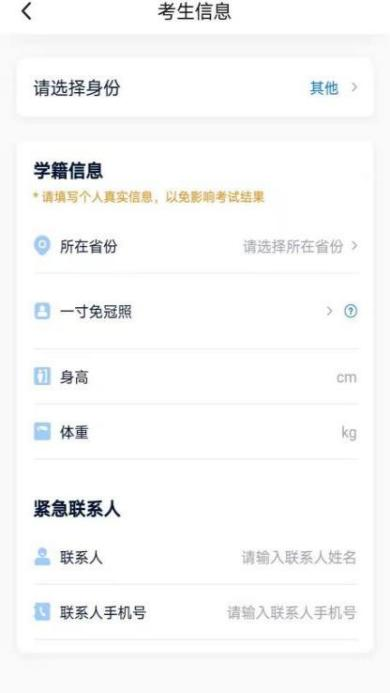 考生信息
请选择身份 其他
学籍信息
* 请填写个人真实信息，以免影响考试结果
所在省份 请选择所在省份
一寸免冠照 ?
身高 cm
体重 kg
紧急联系人
联系人 请输入联系人姓名
联系人手机号 请输入联系人手机号